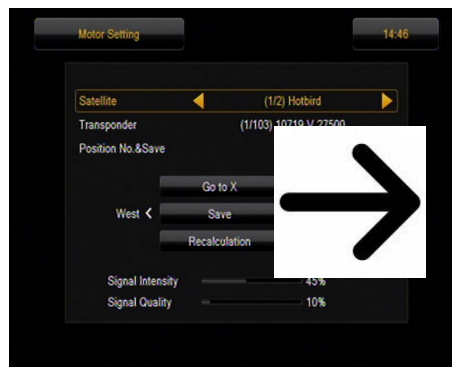 Motor Setting 14:46
Satellite (1/2) Hotbird
Transponder (1/103) 10719 V 27500
Position No.&Save
Go to X
West Save
Recalculation
Signal Intensity 45%
Signal Quality 10%